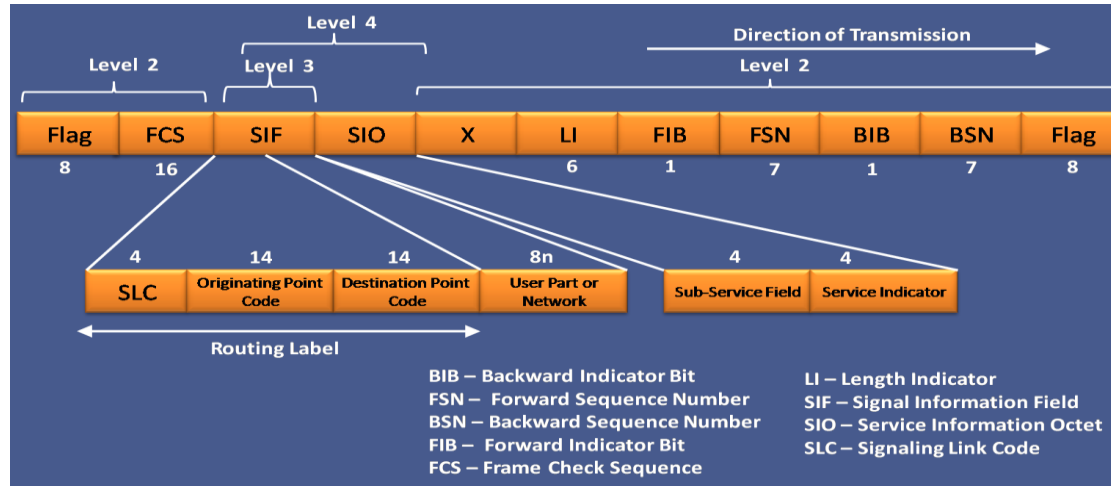 Level 4
Direction of Transmission
Level 2
Level 3
Level 2
Flag FCS SIF SIO X LI FIB FSN BIB BSN Flag
8 16 6 1 7 1 7 8
4 14 14 8n 4 4
SLC Originating Point Code Destination Point Code User Part or Network Sub-Service Field Service Indicator
Routing Label
BIB – Backward Indicator Bit
FSN – Forward Sequence Number
BSN – Backward Sequence Number
FIB – Forward Indicator Bit
FCS – Frame Check Sequence
LI – Length Indicator
SIF – Signal Information Field
SIO – Service Information Octet
SLC – Signaling Link Code